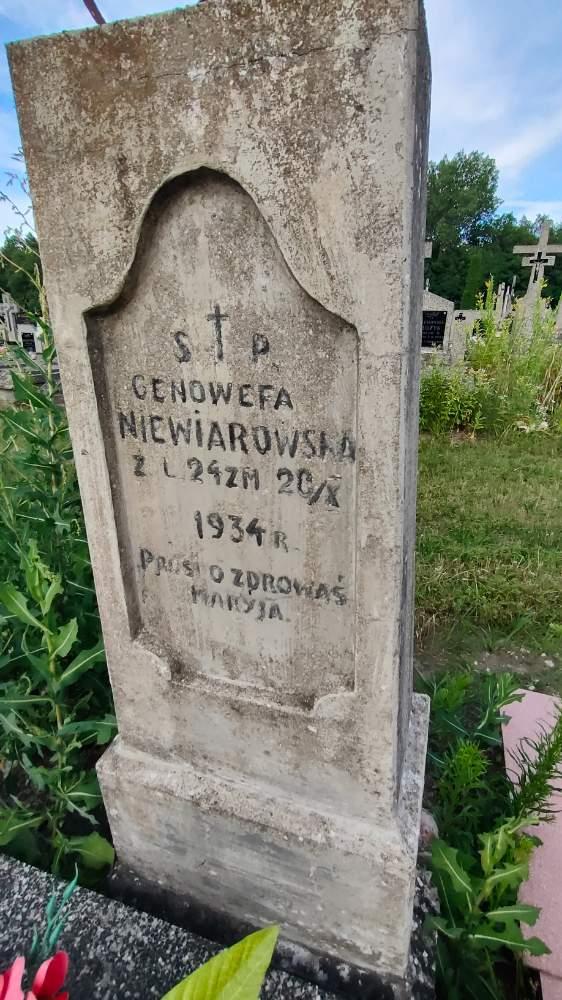 S † P
GENOWEFA
NIEWIAROWSKA
Ż L 24 ZM 20/X
1934 R
PROSI O ZDROWAŚ
MARYJA